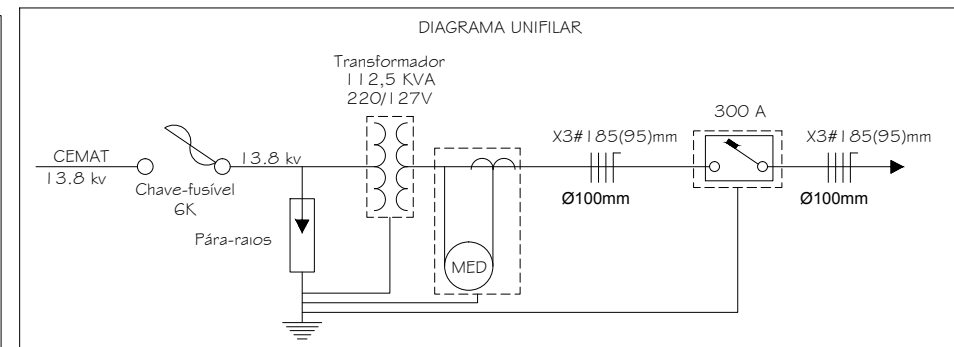 DIAGRAMA UNIFILAR
Transformador
112,5 KVA
220/127V
300 A
CEMAT
13.8 kv
13.8 kv
X3#185(95)mm
X3#185(95)mm
Chave-fusível
6K
Ø100mm
Ø100mm
Pára-raios
MED